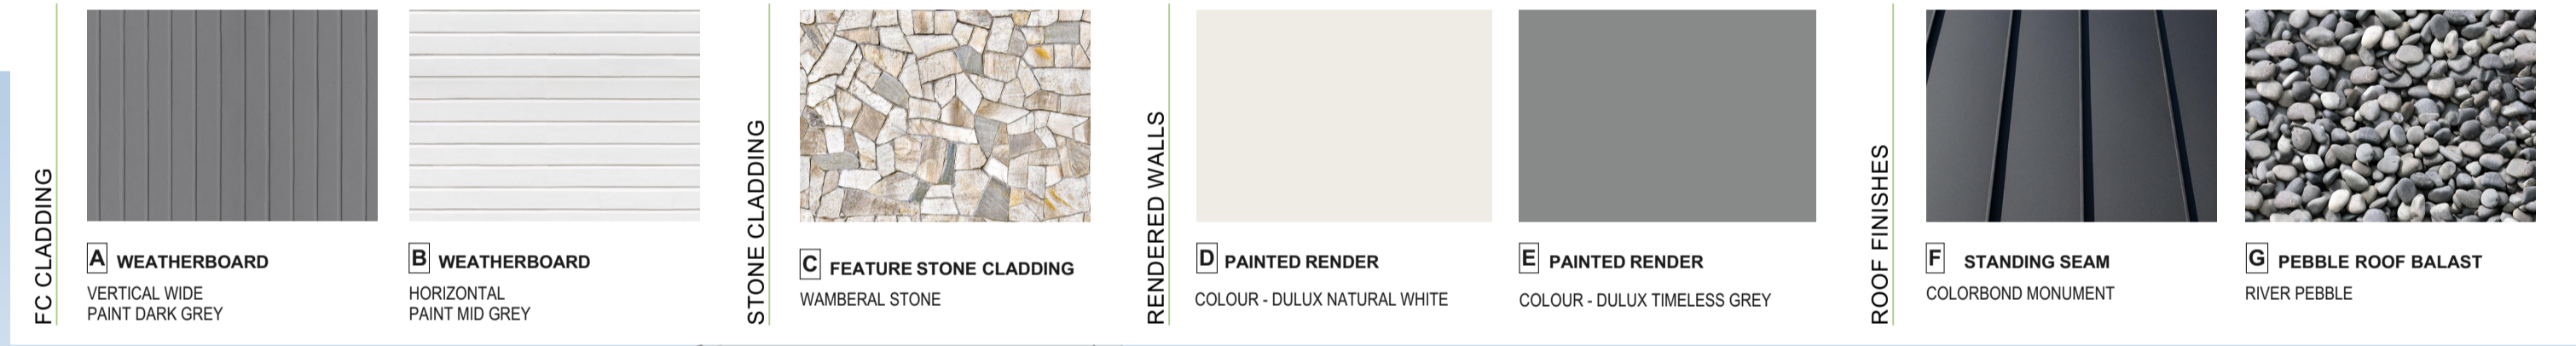 FC CLADDING
A WEATHERBOARD
VERTICAL WIDE
PAINT DARK GREY
B WEATHERBOARD
HORIZONTAL
PAINT MID GREY
STONE CLADDING
C FEATURE STONE CLADDING
WAMBERAL STONE
RENDERED WALLS
D PAINTED RENDER
COLOUR - DULUX NATURAL WHITE
E PAINTED RENDER
COLOUR - DULUX TIMELESS GREY
ROOF FINISHES
F STANDING SEAM
COLORBOND MONUMENT
G PEBBLE ROOF BALAST
RIVER PEBBLE